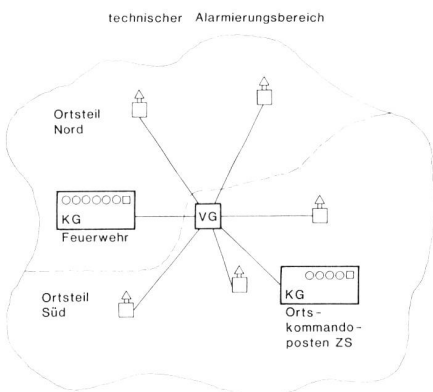 technischer Alarmierungsbereich
Ortsteil
Nord
VG
KG
Feuerwehr
Ortsteil
Süd
KG
Orts-
kommando-
posten ZS